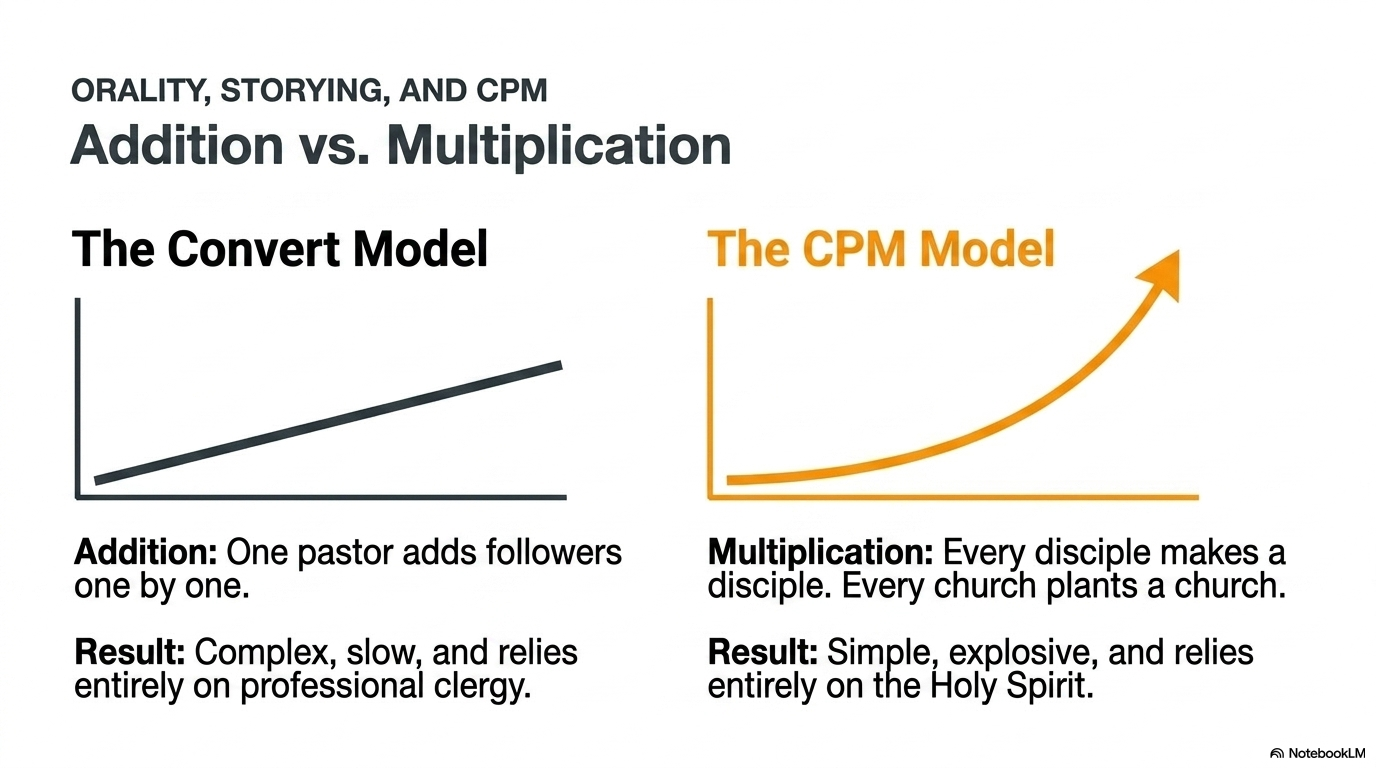 ORALITY, STORYING, AND CPM
Addition vs. Multiplication
The Convert Model
Addition: One pastor adds followers
one by one.
Result: Complex, slow, and relies
entirely on professional clergy.
The CPM Model
Multiplication: Every disciple makes a
disciple. Every church plants a church.
Result: Simple, explosive, and relies
entirely on the Holy Spirit.
NotebookLM